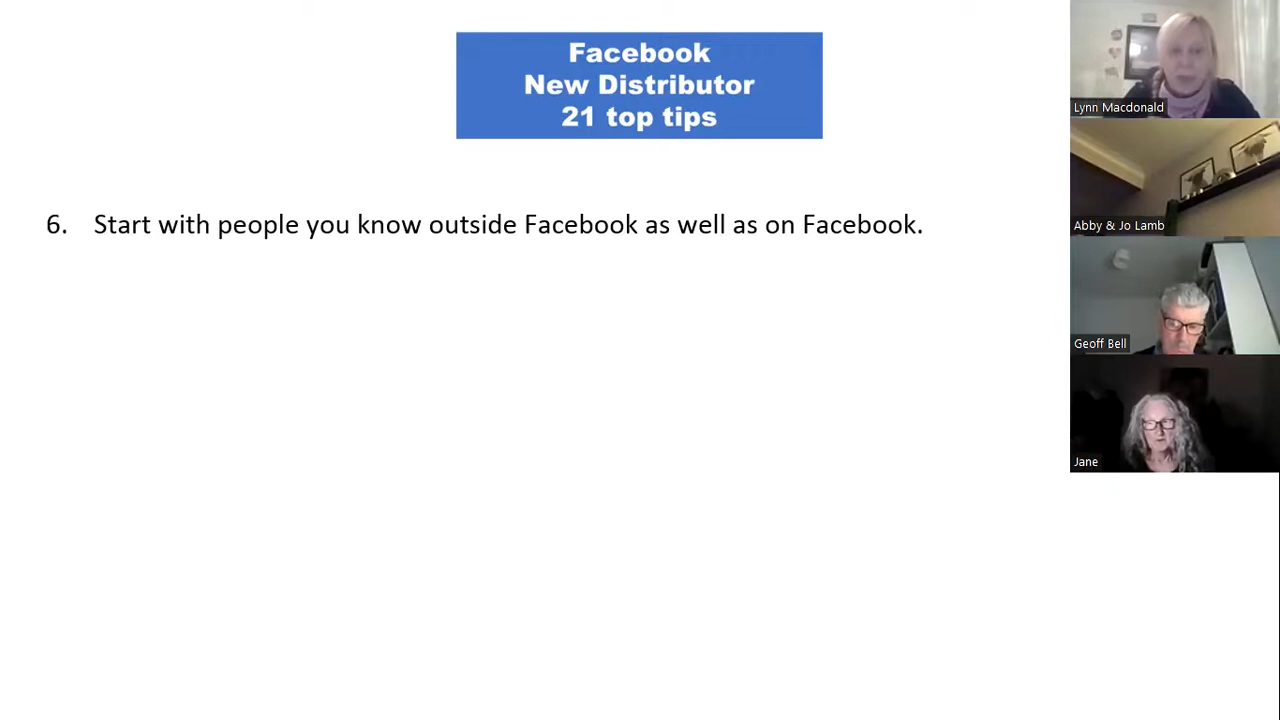 Facebook
New Distributor
21 top tips
6. Start with people you know outside Facebook as well as on Facebook.
Lynn Macdonald
Abby & Jo Lamb
Geoff Bell
Jane